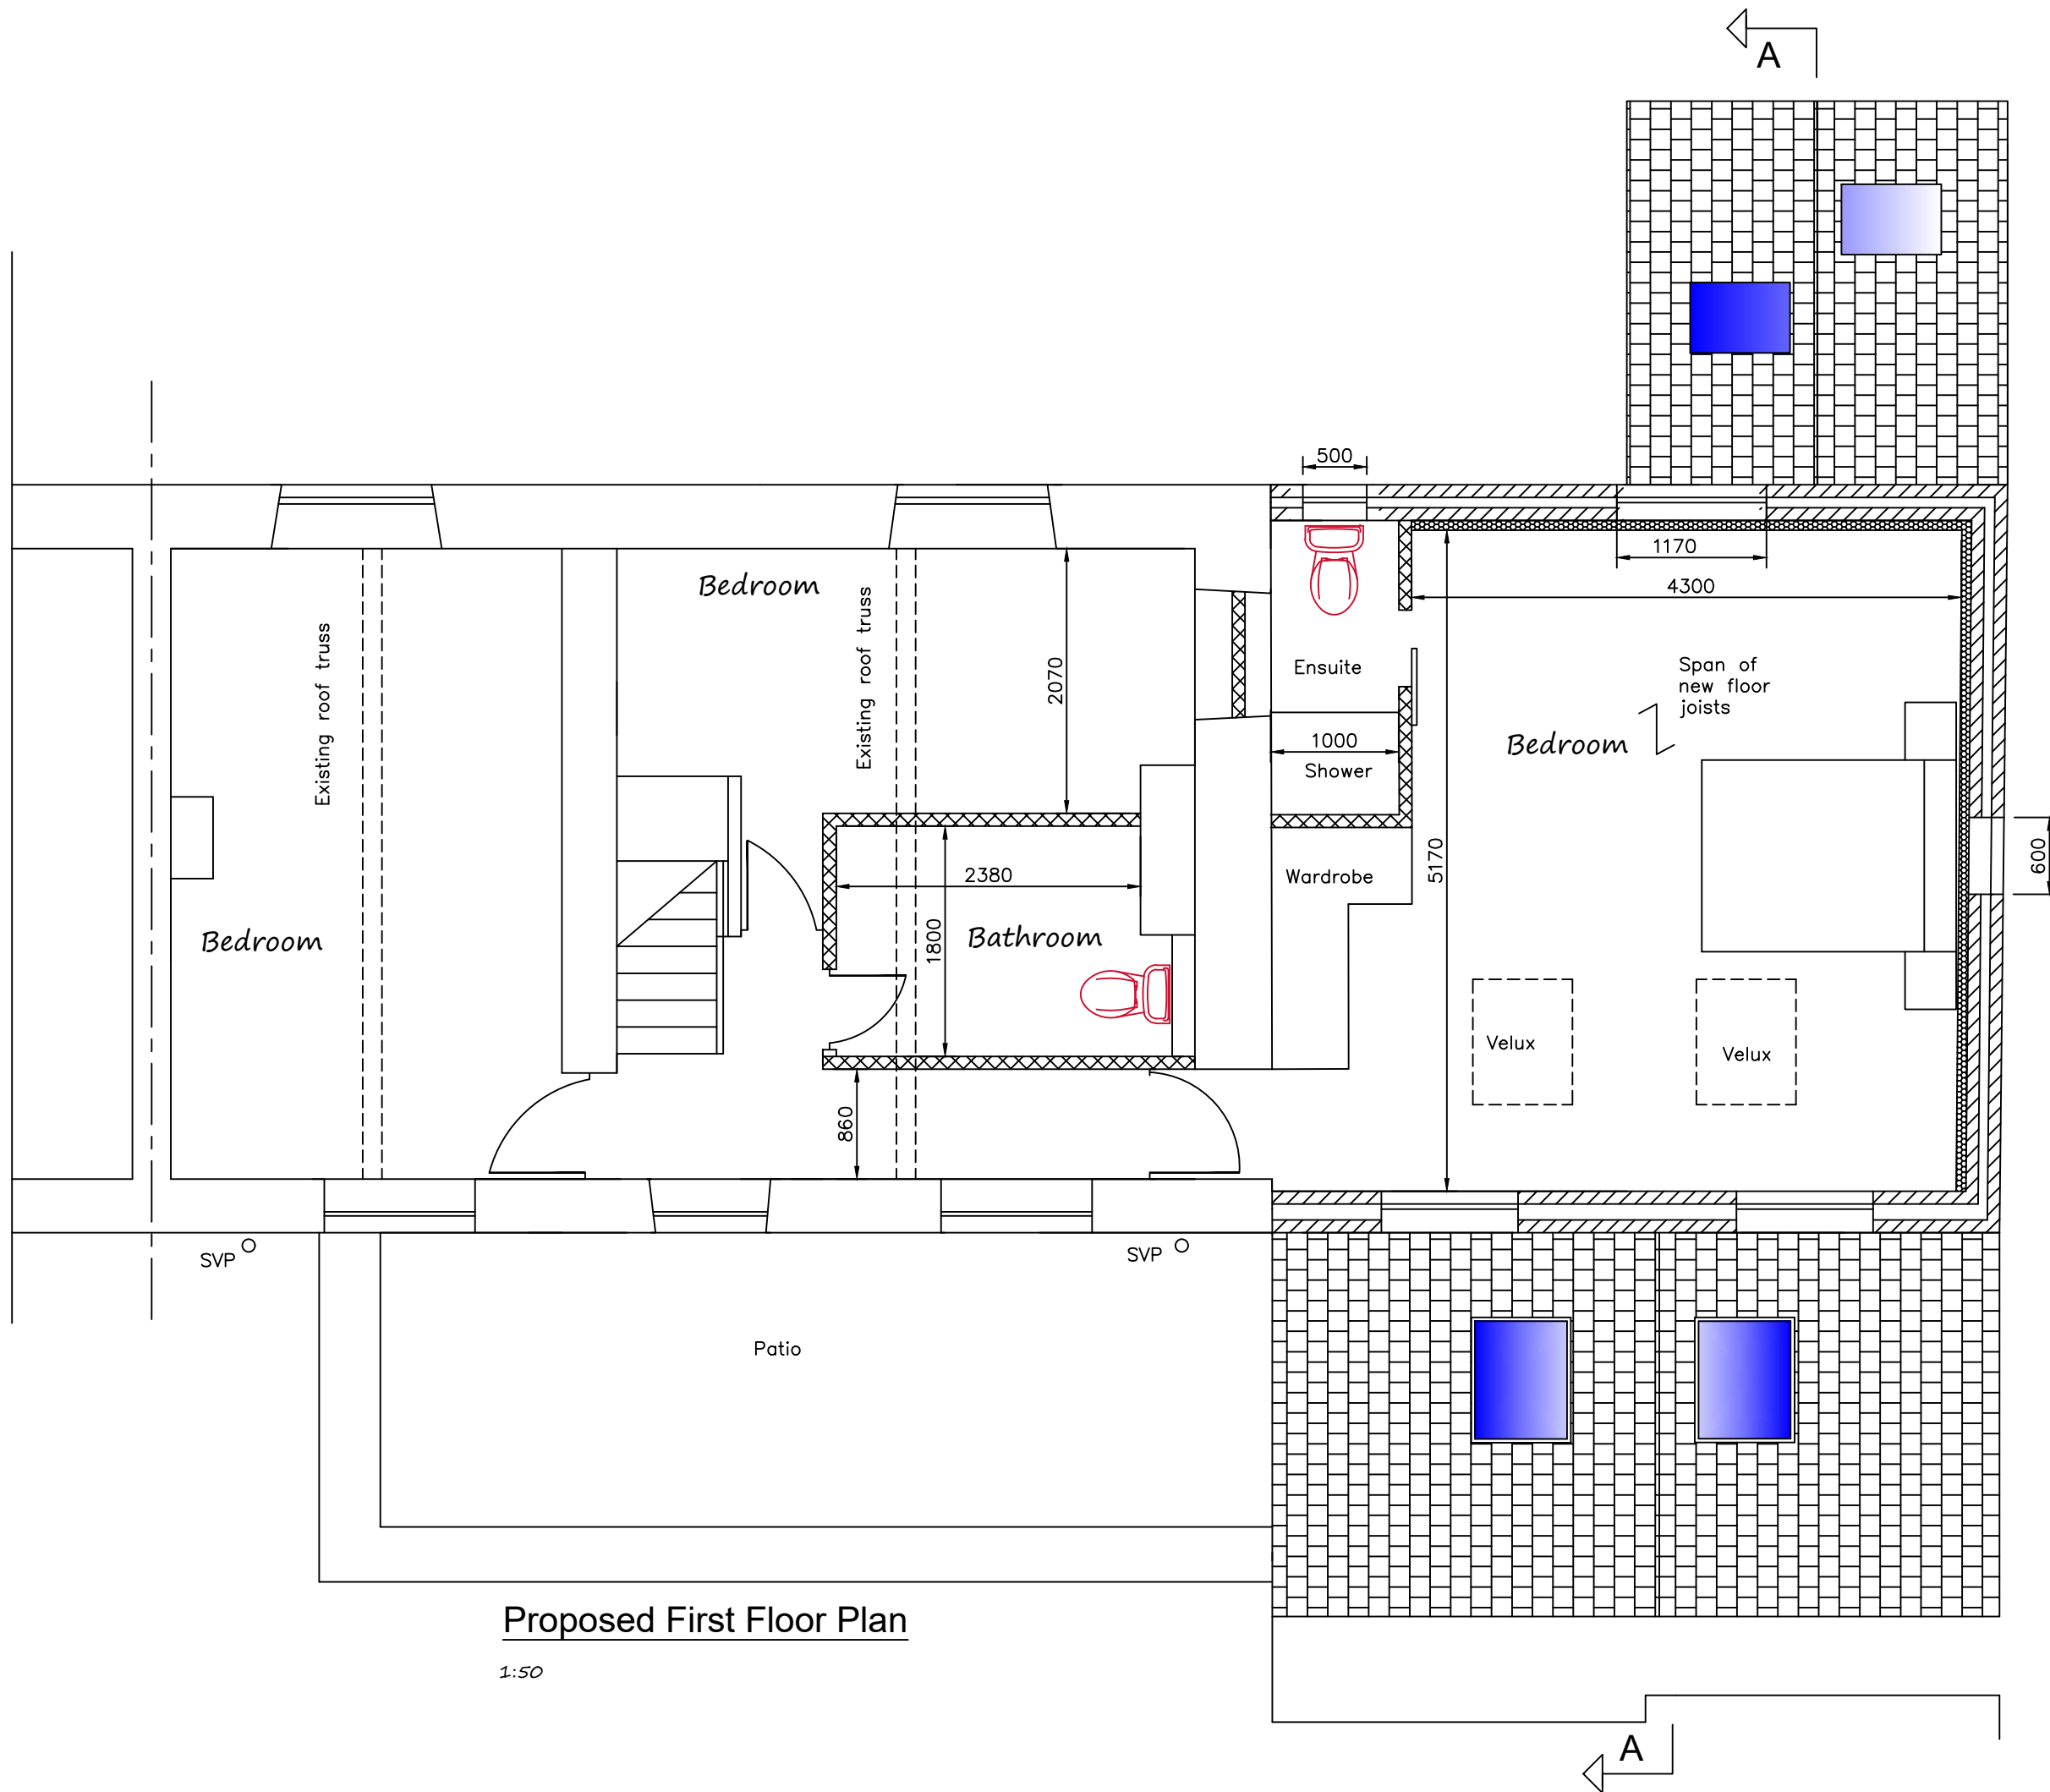 A
500
1170
4300
Bedroom
Existing roof truss
Existing roof truss
2070
Ensuite
Span of
new floor
joists
1000
Shower
Bedroom
5170
600
Wardrobe
2380
1800
Bathroom
Bedroom
Velux
Velux
860
SVP
SVP
Patio
Proposed First Floor Plan
1:50
A